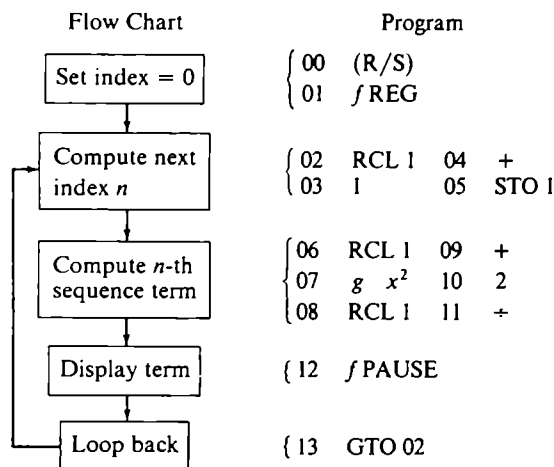 Flow Chart Program
Set index = 0
00 (R/S)
01 f REG
Compute next
index n
02 RCL 1 04 +
03 1 05 STO 1
Compute n-th
sequence term
06 RCL 1 09 +
07 g x² 10 2
08 RCL 1 11 ÷
Display term
12 f PAUSE
Loop back
13 GTO 02